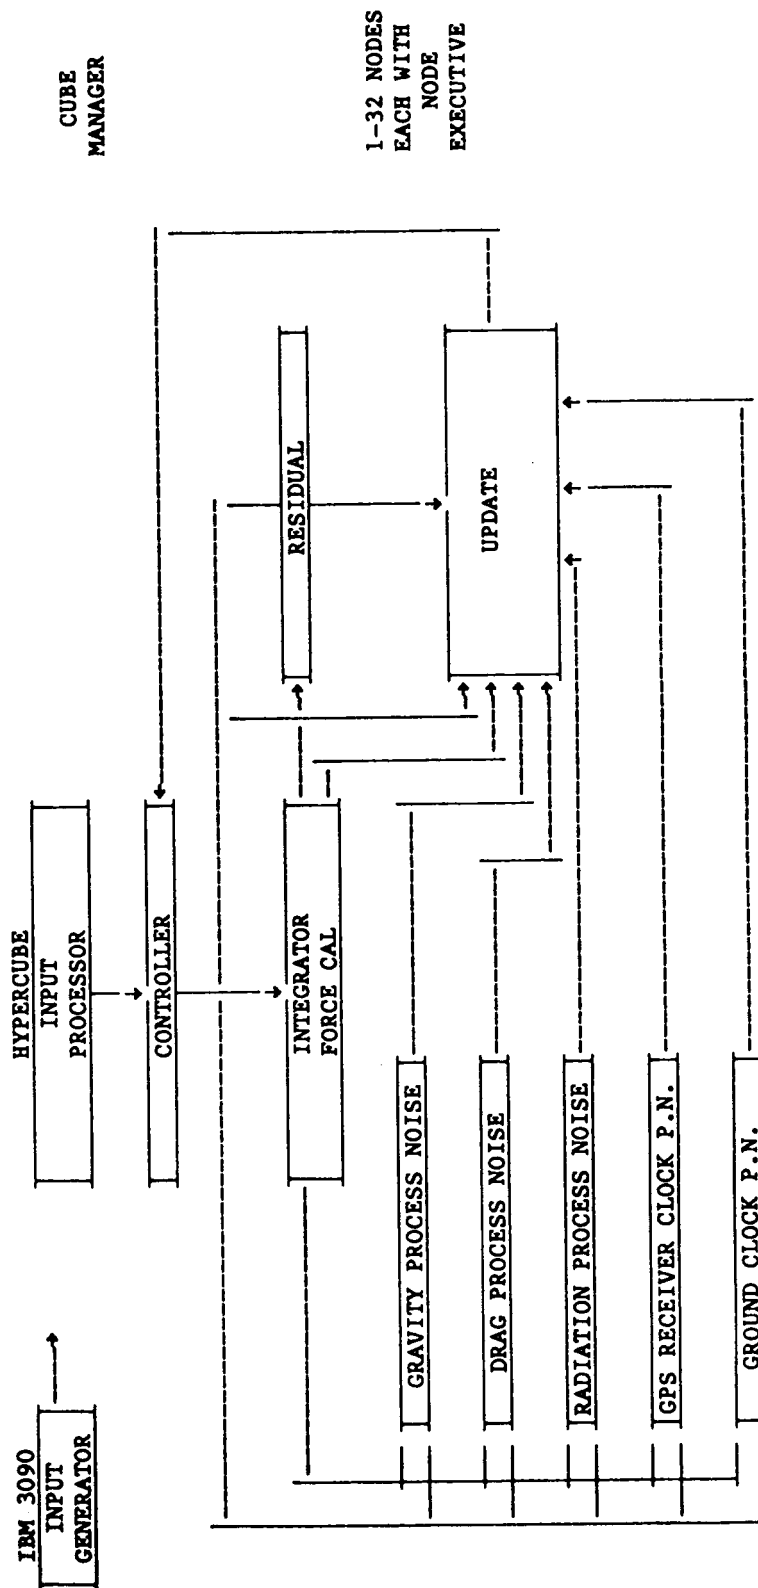 IBM 3090
INPUT
GENERATOR
HYPERCUBE
INPUT
PROCESSOR
CUBE
MANAGER
CONTROLLER
INTEGRATOR
FORCE CAL
RESIDUAL
1-32 NODES
EACH WITH
NODE
EXECUTIVE
GRAVITY PROCESS NOISE
DRAG PROCESS NOISE
UPDATE
RADIATION PROCESS NOISE
GPS RECEIVER CLOCK P.N.
GROUND CLOCK P.N.